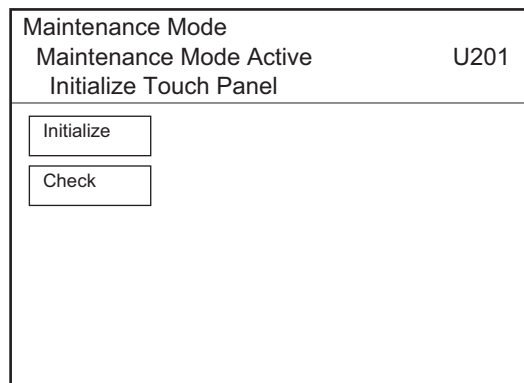 Maintenance Mode
Maintenance Mode Active U201
Initialize Touch Panel
Initialize
Check